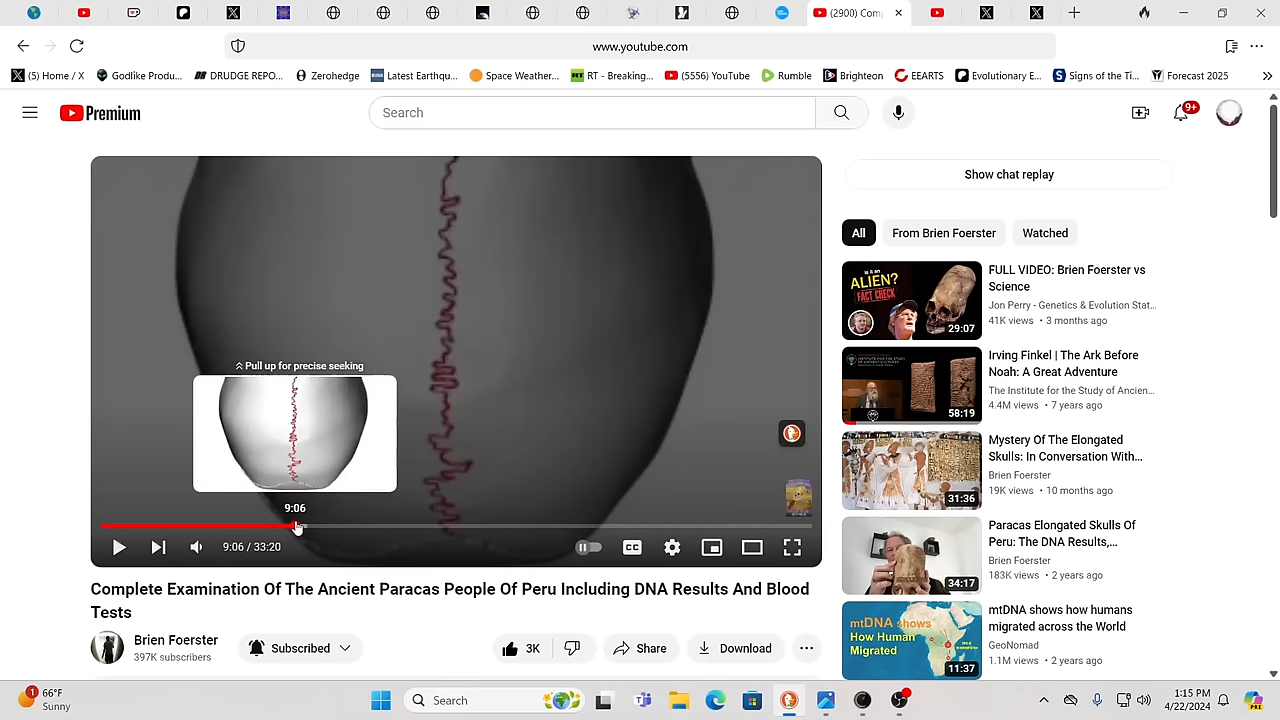 (2900) Com
www.youtube.com
(5) Home / X
Godlike Produ...
DRUDGE REPO...
Zerohedge
Latest Earthqu...
Space Weather...
RT - Breaking...
(5556) YouTube
Rumble
Brighteon
EEARTS
Evolutionary E...
Signs of the Ti...
Forecast 2025
Premium
Search
9+
Show chat replay
All
From Brien Foerster
Watched
ALIEN?
FACT CHECK
29:07
FULL VIDEO: Brien Foerster vs
Science
Jon Perry - Genetics & Evolution Stat...
41K views • 3 months ago
58:19
Irving Finkel | The Ark Before
Noah: A Great Adventure
The Institute for the Study of Ancien...
4.4M views • 7 years ago
31:36
Mystery Of The Elongated
Skulls: In Conversation With...
Brien Foerster
19K views • 10 months ago
34:17
Paracas Elongated Skulls Of
Peru: The DNA Results,...
Brien Foerster
183K views • 2 years ago
mtDNA shows
How Human
Migrated
11:37
mtDNA shows how humans
migrated across the World
GeoNomad
1.1M views • 2 years ago
Pull up for precise seeking
9:06
9:06 / 33:20
CC
Complete Examination Of The Ancient Paracas People Of Peru Including DNA Results And Blood
Tests
Brien Foerster
397K subscribers
Subscribed
3K
Share
Download
1
66°F
Sunny
Search
1:15 PM
4/22/2024
PRE